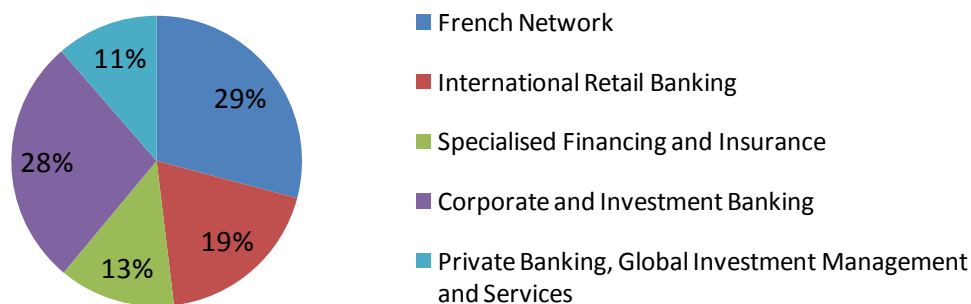 French Network
11%
29%
International Retail Banking
Specialised Financing and Insurance
28%
Corporate and Investment Banking
19%
13%
Private Banking, Global Investment Management
and Services